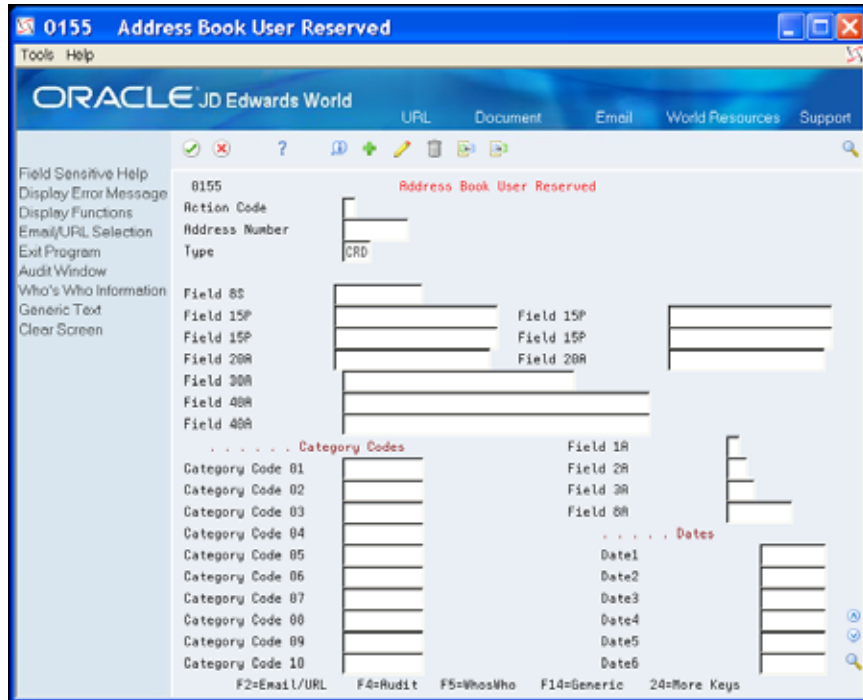 0155 Address Book User Reserved
Tools Help
ORACLE JD Edwards World
URL Document Email World Resources Support
?
Field Sensitive Help
Display Error Message
Display Functions
Email/URL Selection
Exit Program
Audit Window
Who's Who Information
Generic Text
Clear Screen
0155 Address Book User Reserved
Action Code
Address Number
Type CRD
Field 8S
Field 15P Field 15P
Field 15P Field 15P
Field 20A Field 20A
Field 30A
Field 40A
Field 40A
. . . . . . Category Codes Field 1A
Category Code 01 Field 2A
Category Code 02 Field 3A
Category Code 03 Field 8A
Category Code 04 . . . . . Dates
Category Code 05 Date1
Category Code 06 Date2
Category Code 07 Date3
Category Code 08 Date4
Category Code 09 Date5
Category Code 10 Date6
F2=Email/URL F4=Audit F5=WhosWho F14=Generic 24=More Keys